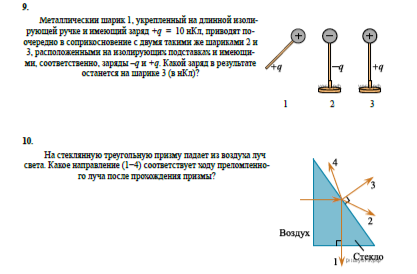 9.
Металлический шарик 1, укрепленный на длинной изоли-
рующей ручке и имеющий заряд +q = 10 нКл, приводят по-
очередно в соприкосновение с двумя такими же шариками 2 и
3, расположенными на изолирующих подставках и имеющи-
ми, соответственно, заряды –q и +q. Какой заряд в результате
останется на шарике 3 (в нКл)?
+ – +
+q –q +q
1 2 3
10.
На стеклянную треугольную призму падает из воздуха луч
света. Какое направление (1–4) соответствует ходу преломленно-
го луча после прохождения призмы?
4
3
2
Воздух
Стекло
1